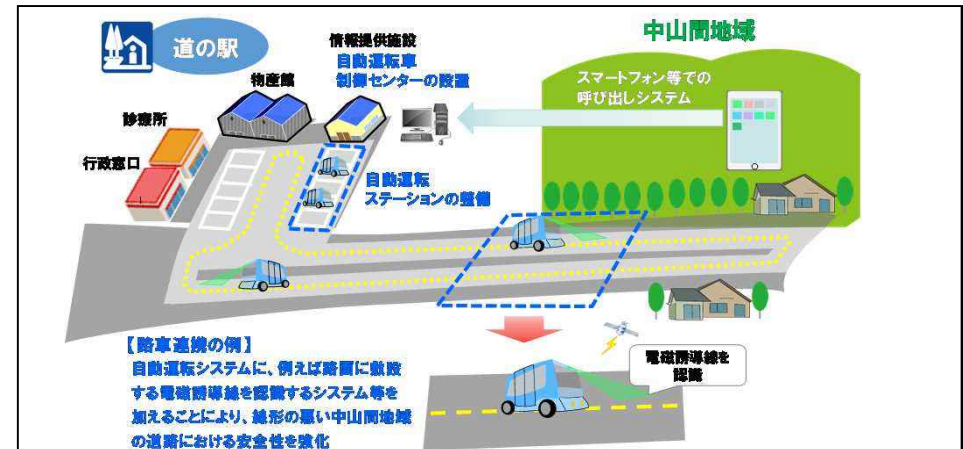 道の駅
情報提供施設
自動運転車
制御センターの設置
物産館
診療所
行政窓口
自動運転
ステーションの整備
中山間地域
スマートフォン等での
呼び出しシステム
【路車連携の例】
自動運転システムに、例えば路面に敷設
する電磁誘導線を認識するシステム等を
加えることにより、線形の悪い中山間地域
の道路における安全性を強化
電磁誘導線を
認識